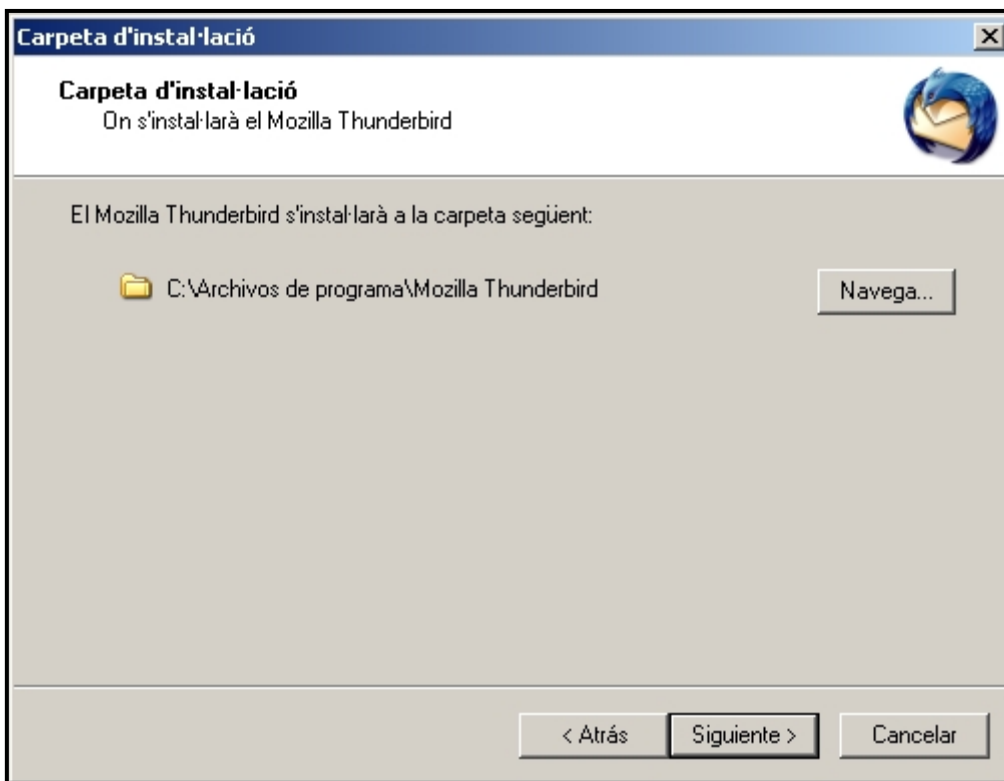 Carpeta d'instal·lació
Carpeta d'instal·lació
On s'instal·larà el Mozilla Thunderbird
El Mozilla Thunderbird s'instal·larà a la carpeta següent:
C:\Archivos de programa\Mozilla Thunderbird
Navega...
< Atrás
Siguiente >
Cancelar